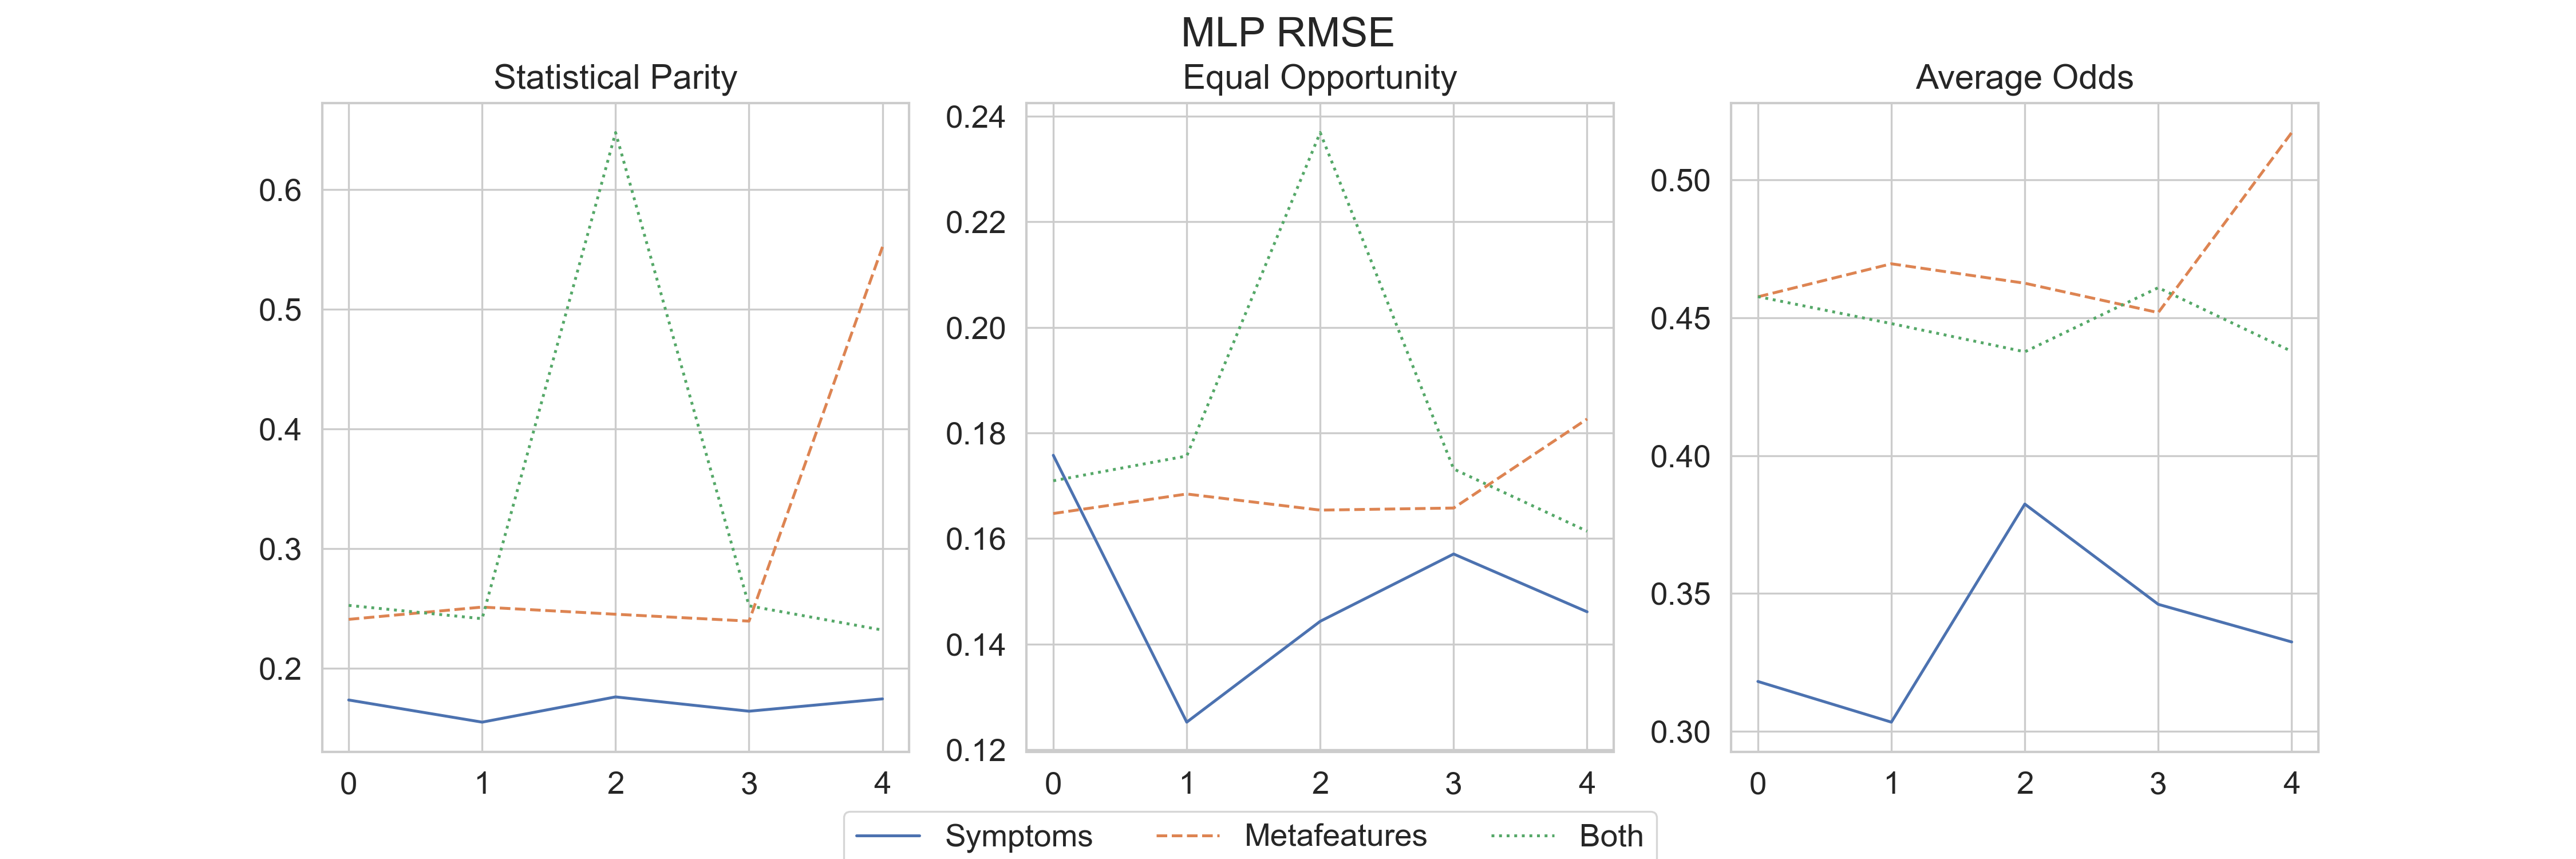 MLP RMSE
Statistical Parity
0.6
0.5
0.4
0.3
0.2
0 1 2 3 4
Equal Opportunity
0.24
0.22
0.20
0.18
0.16
0.14
0.12
0 1 2 3 4
Average Odds
0.50
0.45
0.40
0.35
0.30
0 1 2 3 4
Symptoms Metafeatures Both